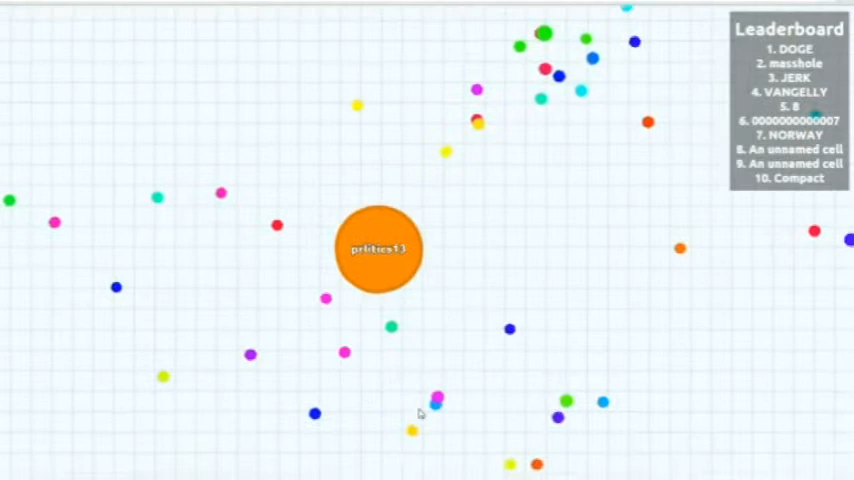 Leaderboard
1. DOGE
2. masshole
3. JERK
4. VANGELLY
5. 8
6. 0000000000007
7. NORWAY
8. An unnamed cell
9. An unnamed cell
10. Compact